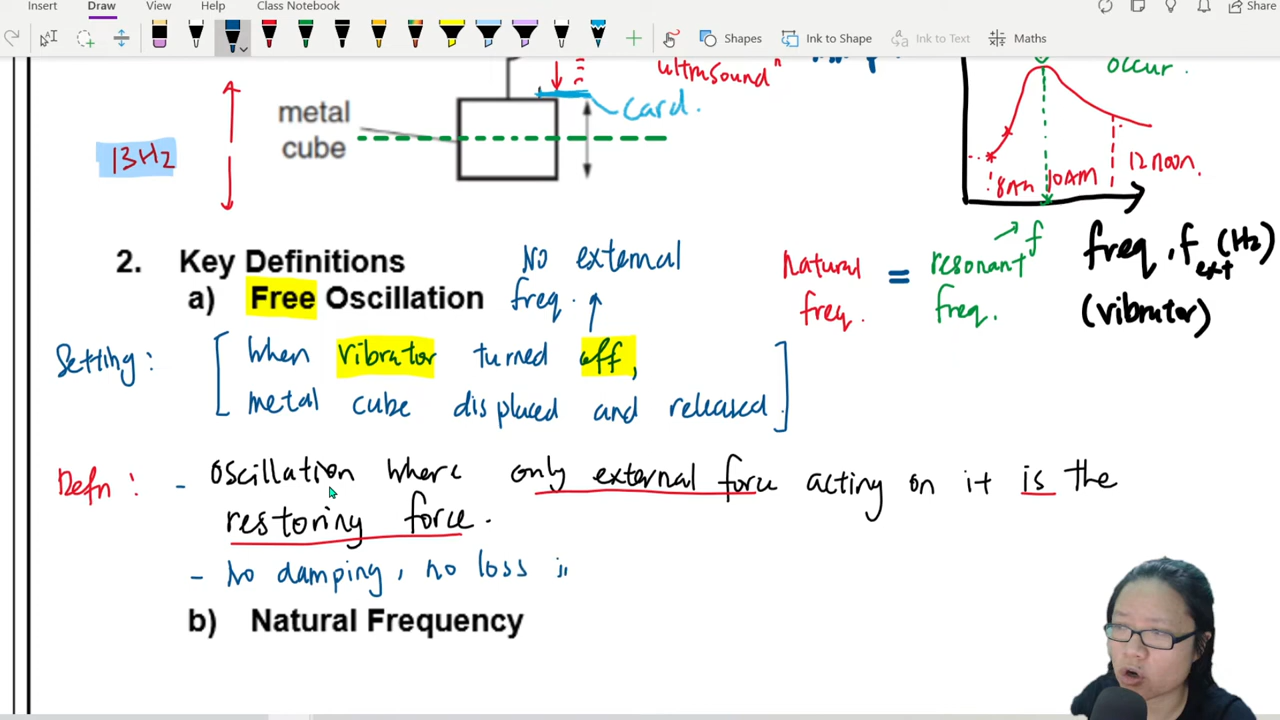 Insert Draw View Class Notebook Share
Shapes Ink to Shape Ink to Text Maths
ultrasound"
occur.
metal
cube
card.
13Hz
8AM 10AM 12 noon.
freq, f ext (Hz)
(vibrator)
2. Key Definitions
a) Free Oscillation
No external
freq.
Natural
freq.
=
resonant f
freq.
Setting: [ when vibrator turned off,
metal cube displaced and released. ]
Defn: - oscillation where only external force acting on it is the
restoring force.
- No damping, no loss
b) Natural Frequency